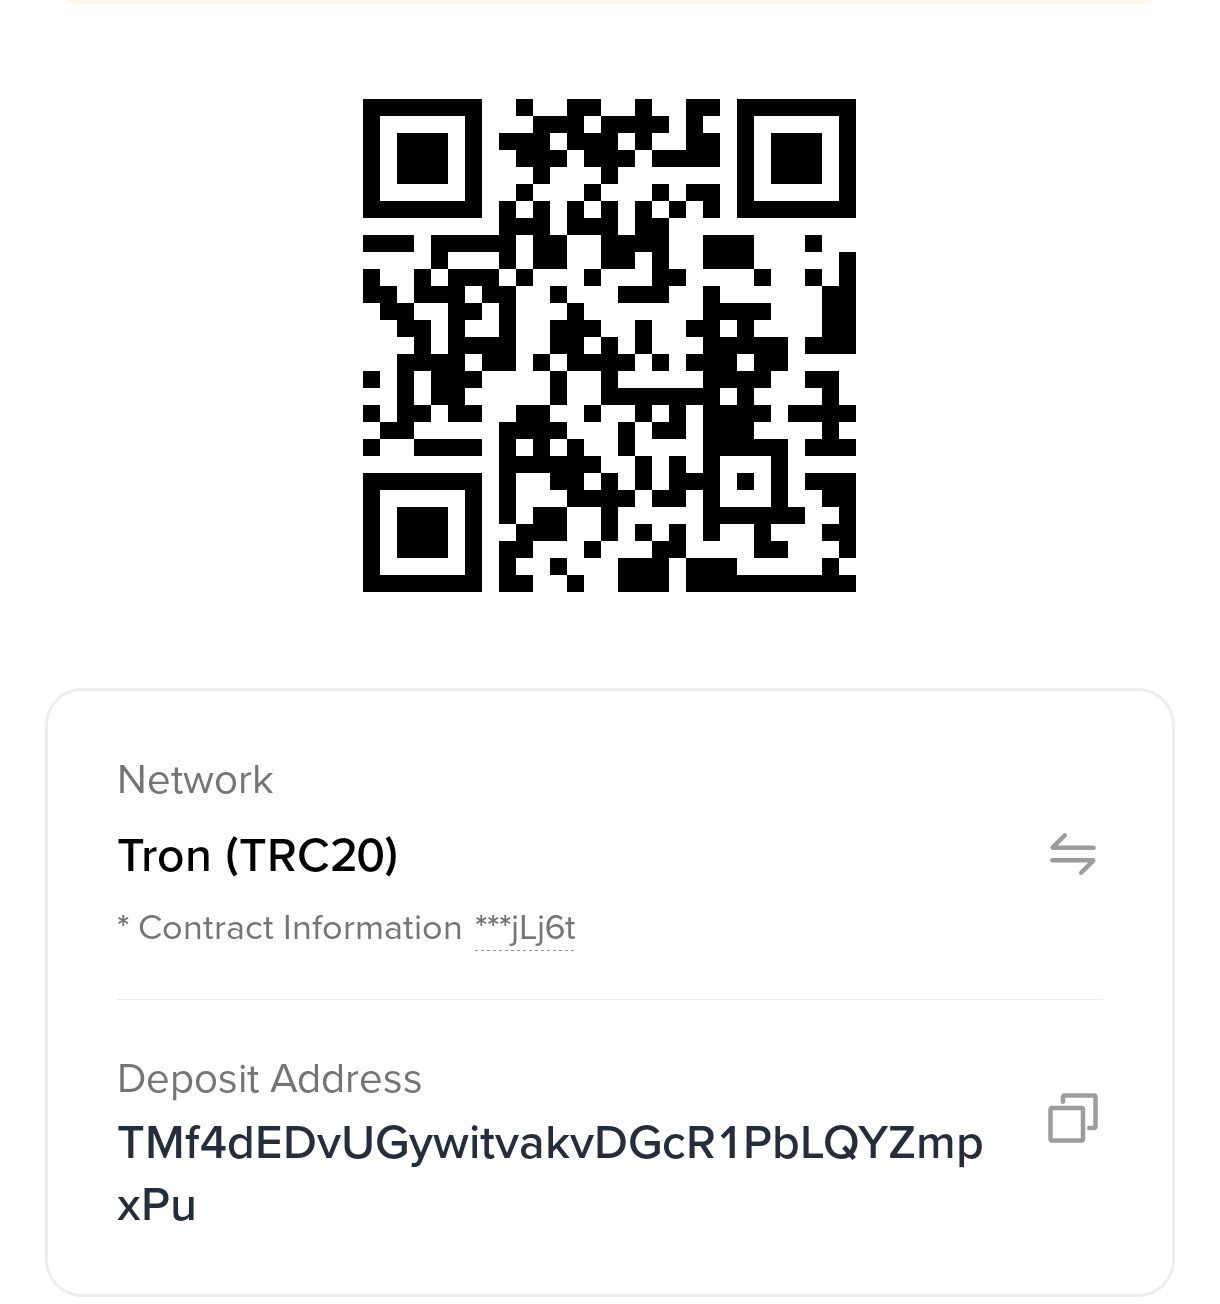 Network
Tron (TRC20)
* Contract Information ***jLj6t
Deposit Address
TMf4dEDvUGywitvakvDGcR1PbLQYZmp
xPu